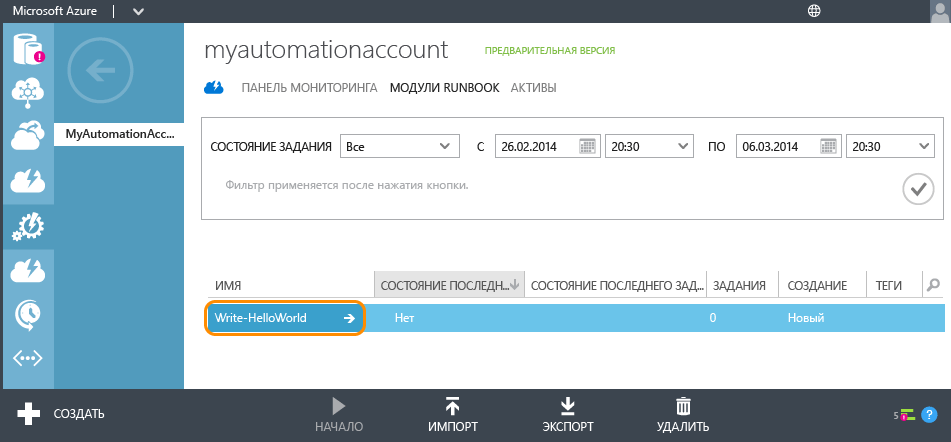 Microsoft Azure
myautomationaccount ПРЕДВАРИТЕЛЬНАЯ ВЕРСИЯ
ПАНЕЛЬ МОНИТОРИНГА МОДУЛИ RUNBOOK АКТИВЫ
MyAutomationAcc...
СОСТОЯНИЕ ЗАДАНИЯ Все С 26.02.2014 20:30 ПО 06.03.2014 20:30
Фильтр применяется после нажатия кнопки.
ИМЯ СОСТОЯНИЕ ПОСЛЕДН... СОСТОЯНИЕ ПОСЛЕДНЕГО ЗАД... ЗАДАНИЯ СОЗДАНИЕ ТЕГИ
Write-HelloWorld Нет 0 Новый
СОЗДАТЬ НАЧАЛО ИМПОРТ ЭКСПОРТ УДАЛИТЬ 5 ?